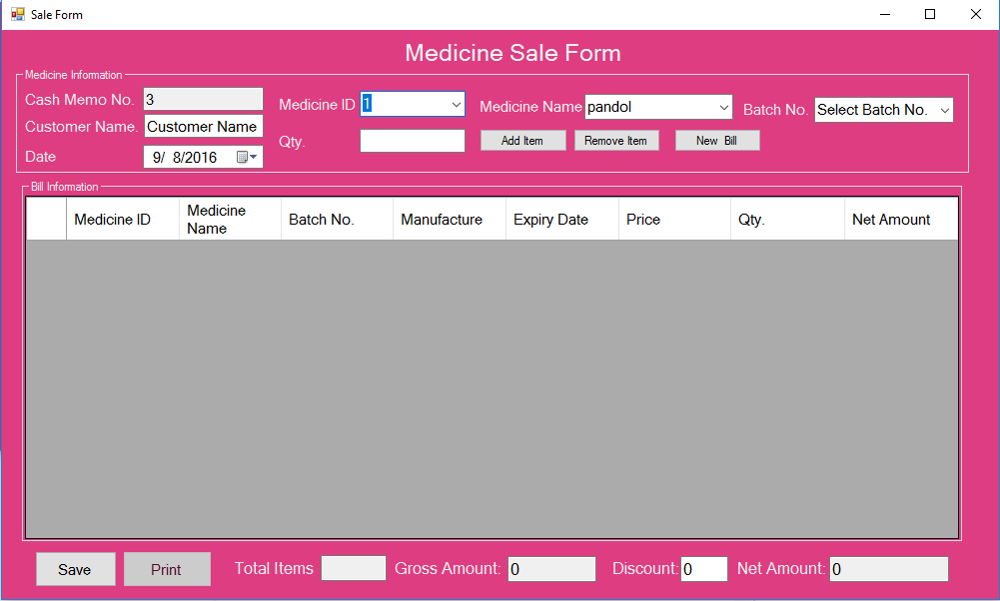 Sale Form
Medicine Sale Form
Medicine Information
Cash Memo No. 3 Medicine ID 1 Medicine Name pandol Batch No. Select Batch No.
Customer Name. Customer Name Qty. Add Item Remove Item New Bill
Date 9/ 8/2016
Bill Information
Medicine ID Medicine Name Batch No. Manufacture Expiry Date Price Qty. Net Amount
Save Print Total Items Gross Amount: 0 Discount: 0 Net Amount: 0